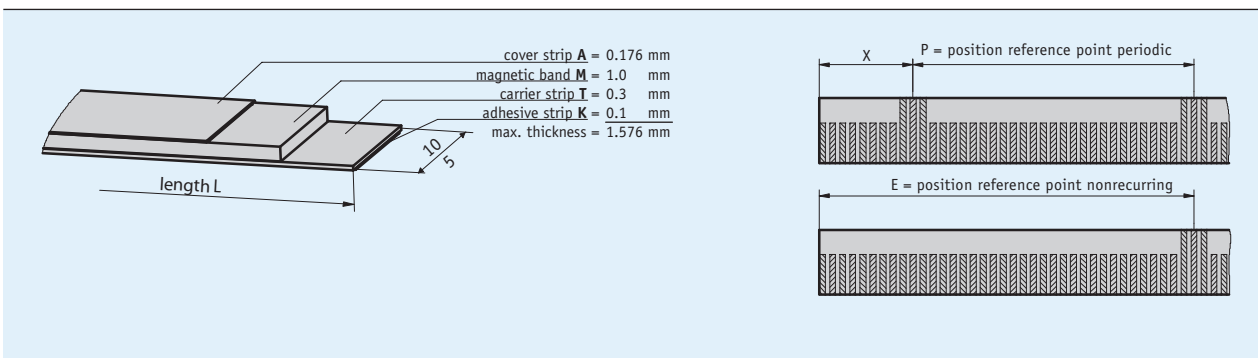 cover strip A = 0.176 mm
magnetic band M = 1.0 mm
carrier strip T = 0.3 mm
adhesive strip K = 0.1 mm
max. thickness = 1.576 mm
10
5
length L
X
P = position reference point periodic
E = position reference point nonrecurring